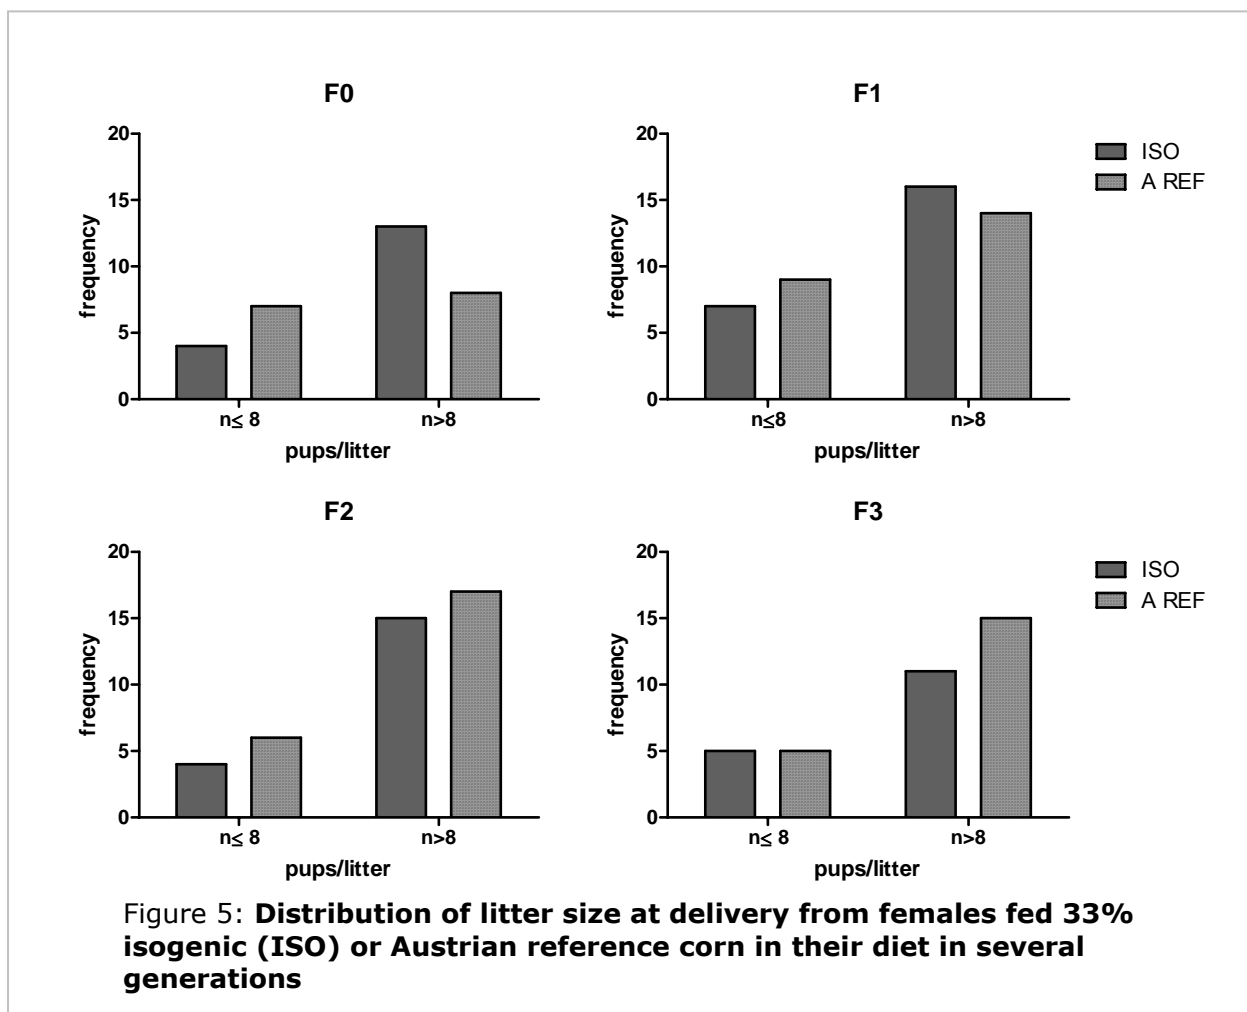 F0
20
15
10
5
0
frequency
n≤ 8
n>8
pups/litter
F1
20
15
10
5
0
frequency
n≤8
n>8
pups/litter
ISO
A REF
F2
20
15
10
5
0
frequency
n≤ 8
n>8
pups/litter
F3
20
15
10
5
0
frequency
n≤ 8
n>8
pups/litter
ISO
A REF
Figure 5: Distribution of litter size at delivery from females fed 33%
isogenic (ISO) or Austrian reference corn in their diet in several
generations